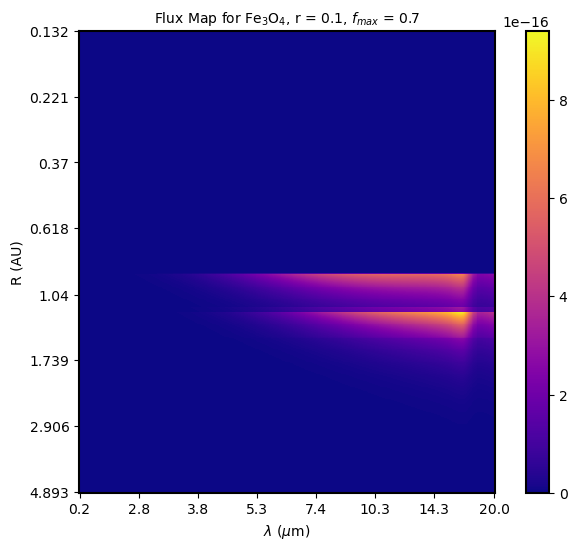 Flux Map for Fe₃O₄, r = 0.1, f_max = 0.7
1e−16
0.132
0.221
0.37
0.618
1.04
1.739
2.906
4.893
R (AU)
0.2 2.8 3.8 5.3 7.4 10.3 14.3 20.0
λ (μm)
8
6
4
2
0